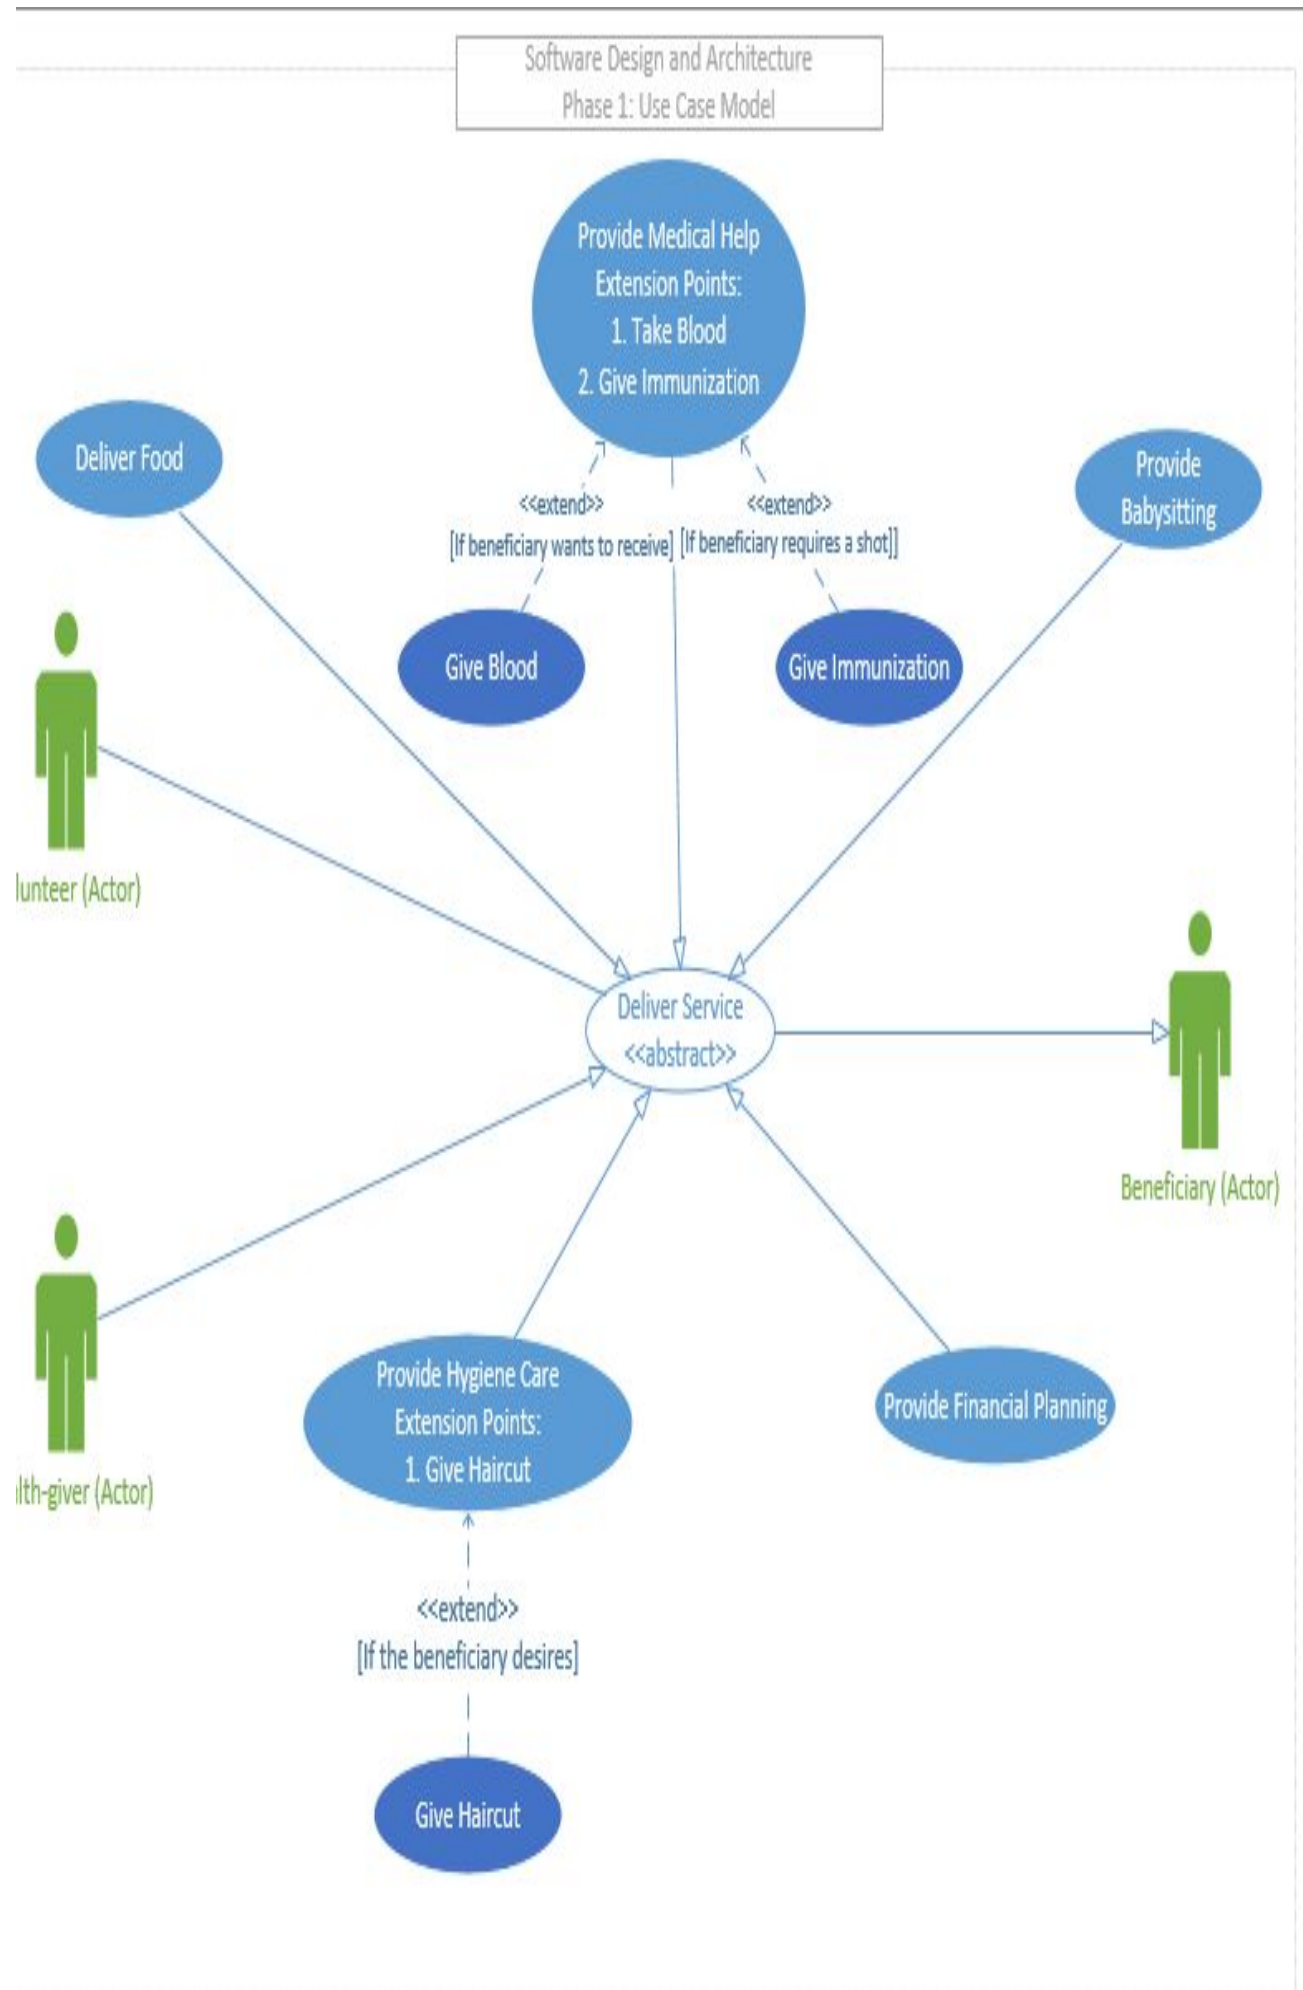 Software Design and Architecture
Phase 1: Use Case Model
Provide Medical Help
Extension Points:
1. Take Blood
2. Give Immunization
Deliver Food
Provide
Babysitting
<<extend>>
[If beneficiary wants to receive]
<<extend>>
[If beneficiary requires a shot]]
Give Blood
Give Immunization
lunteer (Actor)
Deliver Service
<<abstract>>
Beneficiary (Actor)
Provide Hygiene Care
Extension Points:
1. Give Haircut
Provide Financial Planning
lth-giver (Actor)
<<extend>>
[If the beneficiary desires]
Give Haircut